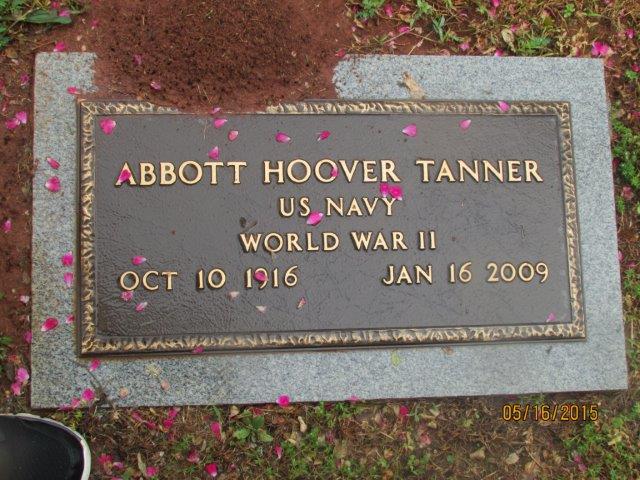 ABBOTT HOOVER TANNER
US NAVY
WORLD WAR II
OCT 10 1916 JAN 16 2009
05/16/2015